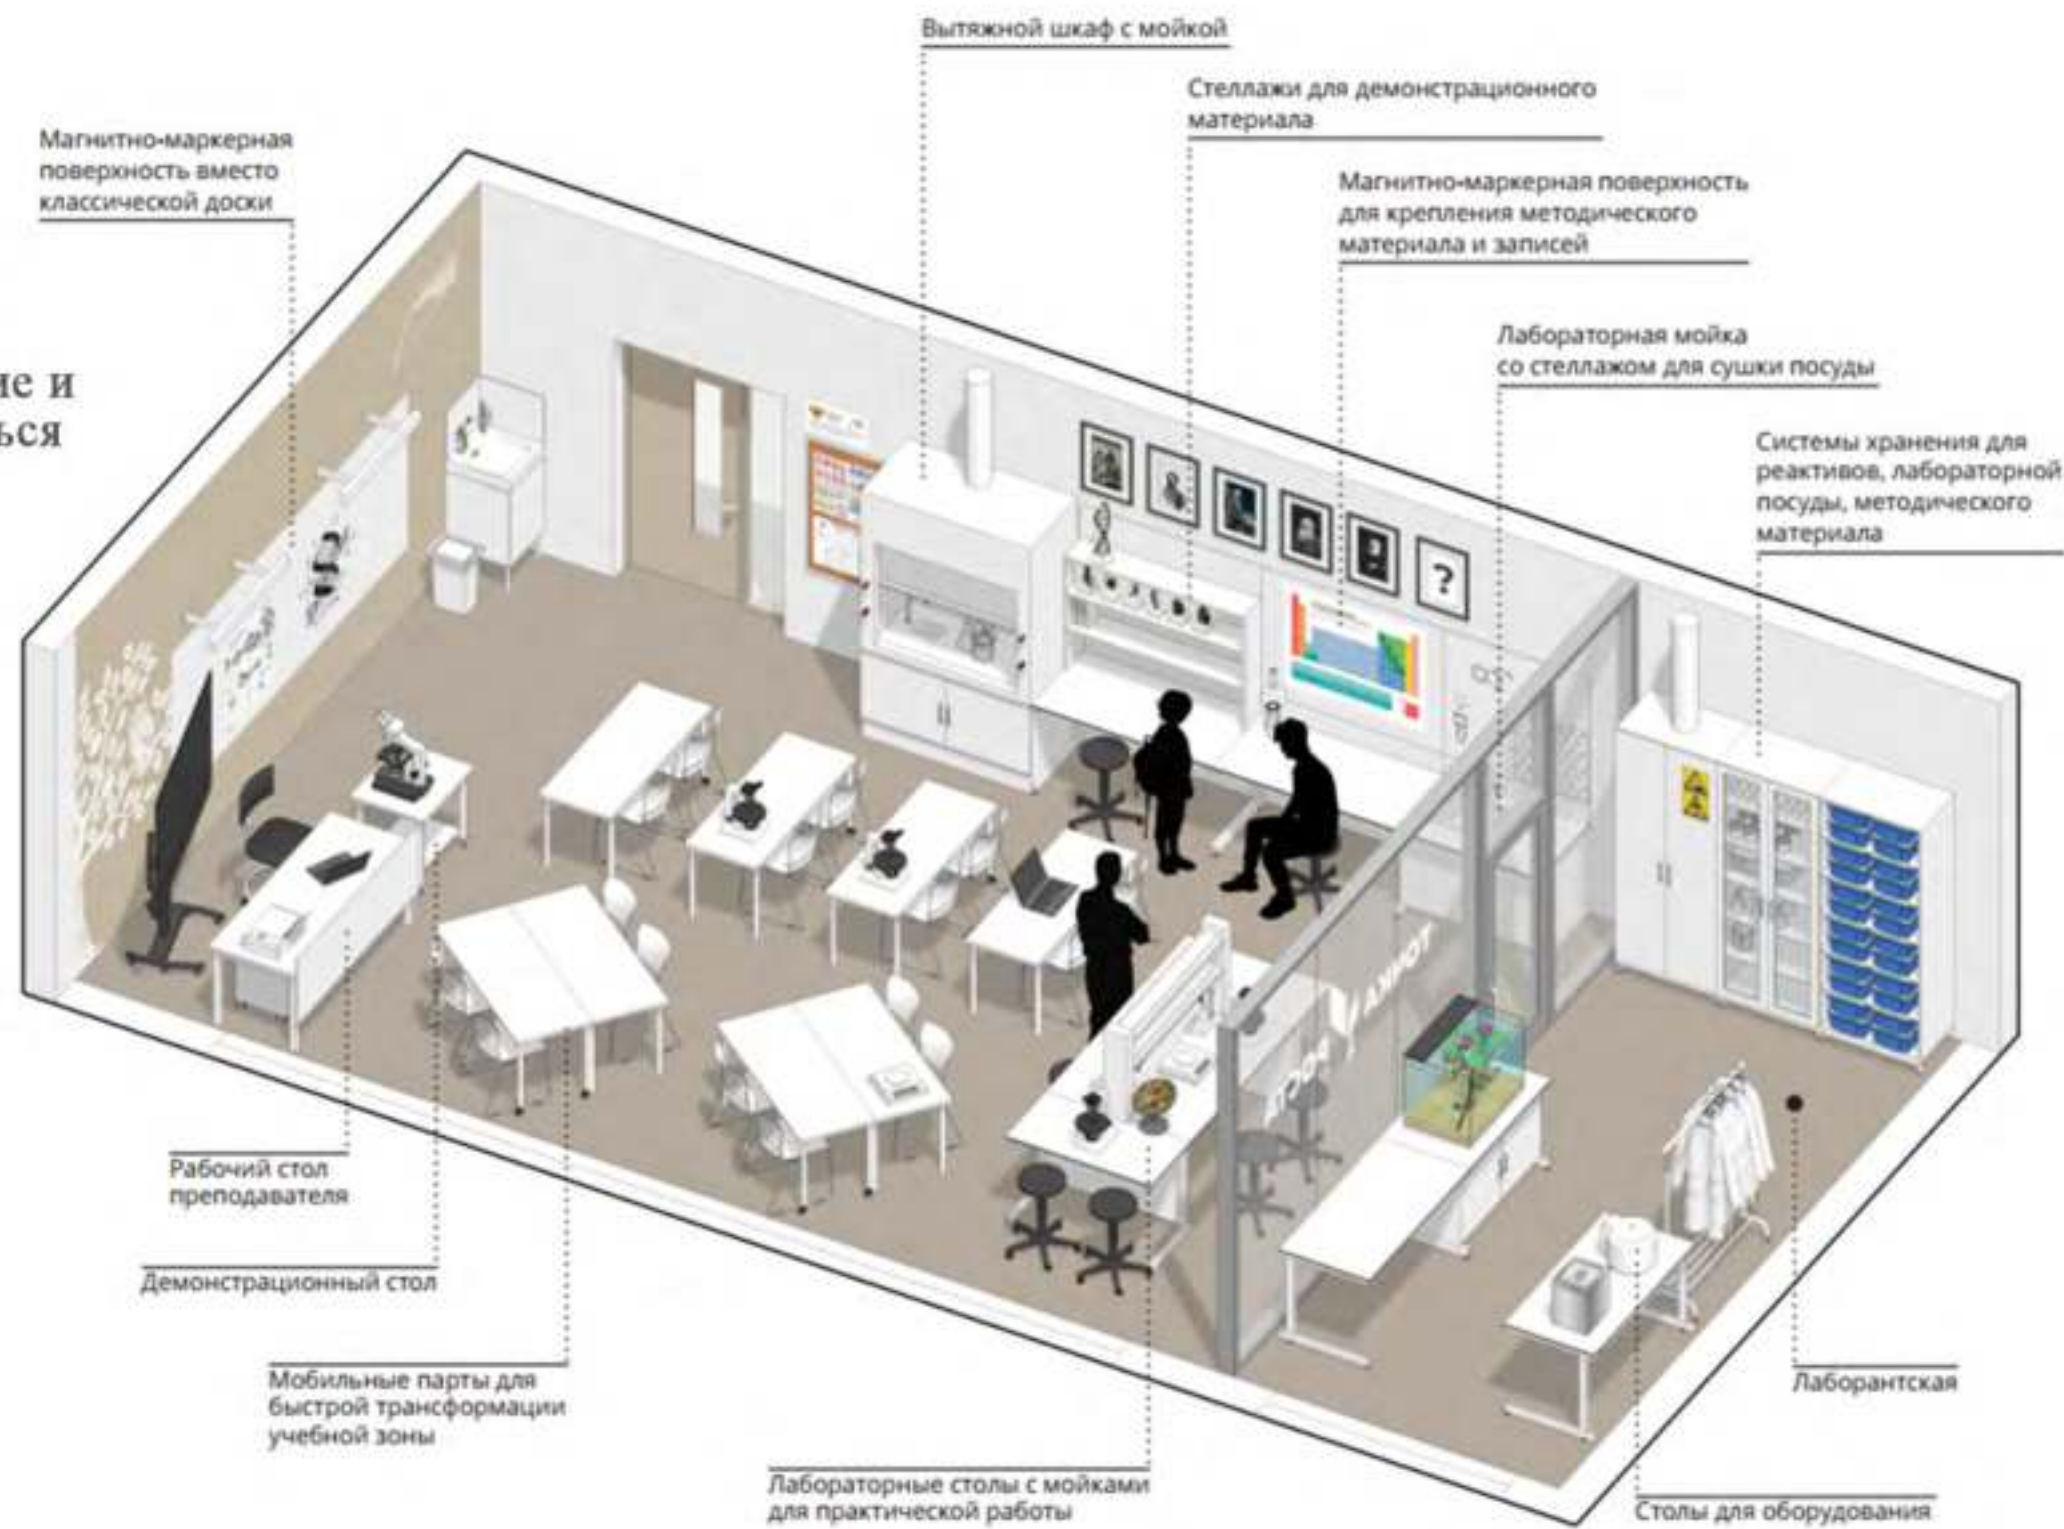 Вытяжной шкаф с мойкой
Стеллажи для демонстрационного
материала
Магнитно-маркерная
поверхность вместо
классической доски
Магнитно-маркерная поверхность
для крепления методического
материала и записей
Лабораторная мойка
со стеллажом для сушки посуды
ие и
ься
Системы хранения для
реактивов, лабораторной
посуды, методического
материала
?
Рабочий стол
преподавателя
Демонстрационный стол
Мобильные парты для
быстрой трансформации
учебной зоны
Лабораторные столы с мойками
для практической работы
Лаборантская
Столы для оборудования